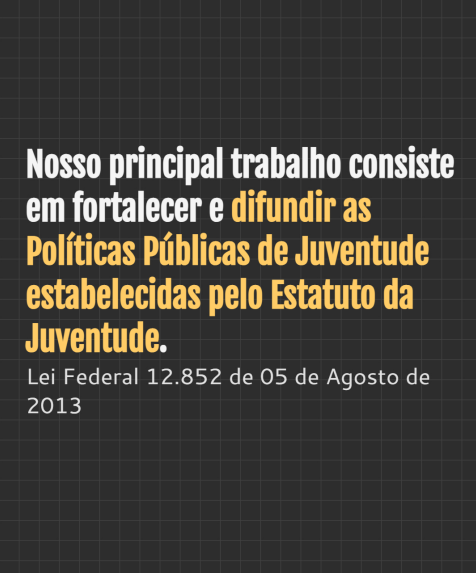 Nosso principal trabalho consiste
em fortalecer e difundir as
Políticas Públicas de Juventude
estabelecidas pelo Estatuto da
Juventude.
Lei Federal 12.852 de 05 de Agosto de
2013